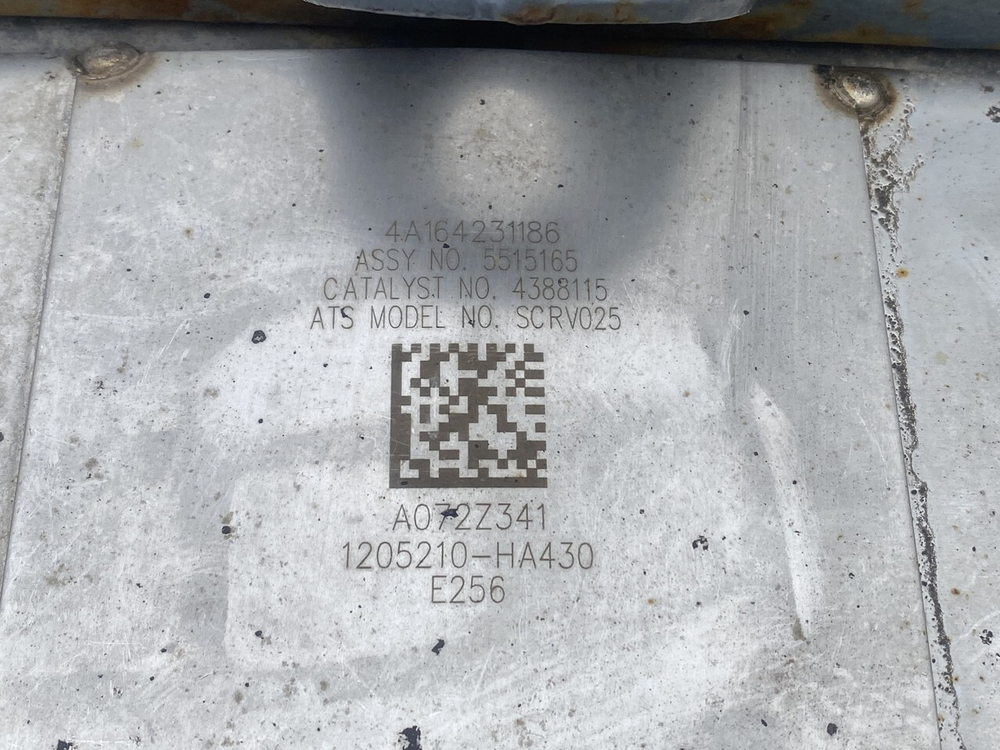 4A164231186
ASSY NO. 5515165
CATALYST NO. 4388115
ATS MODEL NO. SCRV025
A072Z341
1205210-HA430
E256